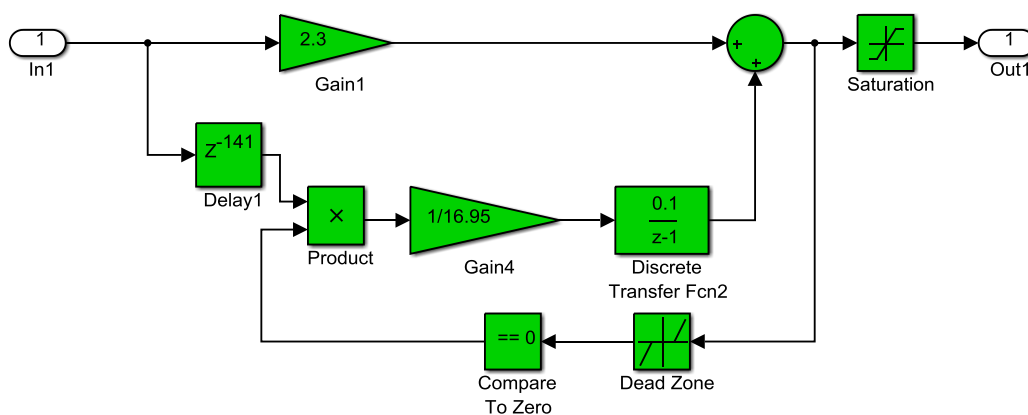 1
In1
2.3
Gain1
+
+
Saturation
1
Out1
Z-141
Delay1
×
Product
1/16.95
Gain4
0.1
z-1
Discrete
Transfer Fcn2
== 0
Compare
To Zero
Dead Zone